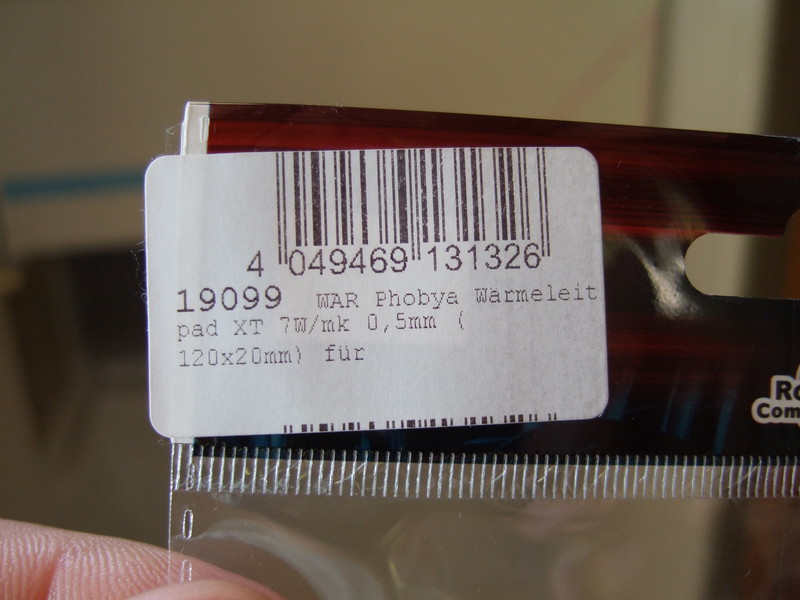 4 049469 131326
19099 WAR Phobya Wärmeleit
pad XT 7W/mk 0,5mm (
120x20mm) für